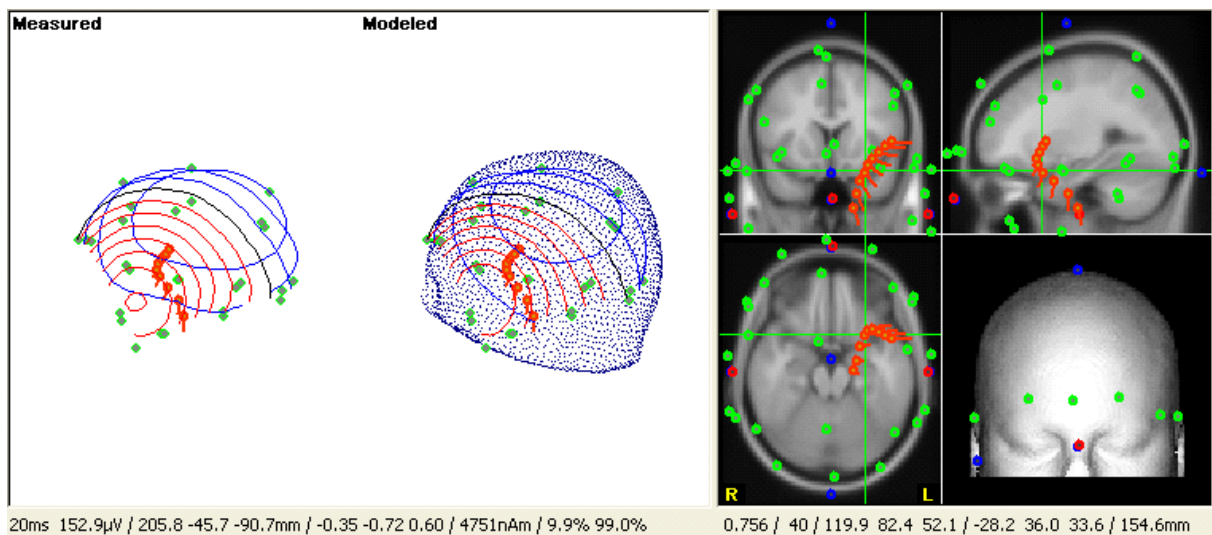 Measured
Modeled
R
L
20ms 152.9µV / 205.8 -45.7 -90.7mm / -0.35 -0.72 0.60 / 4751nAm / 9.9% 99.0%
0.756 / 40 / 119.9 82.4 52.1 / -28.2 36.0 33.6 / 154.6mm